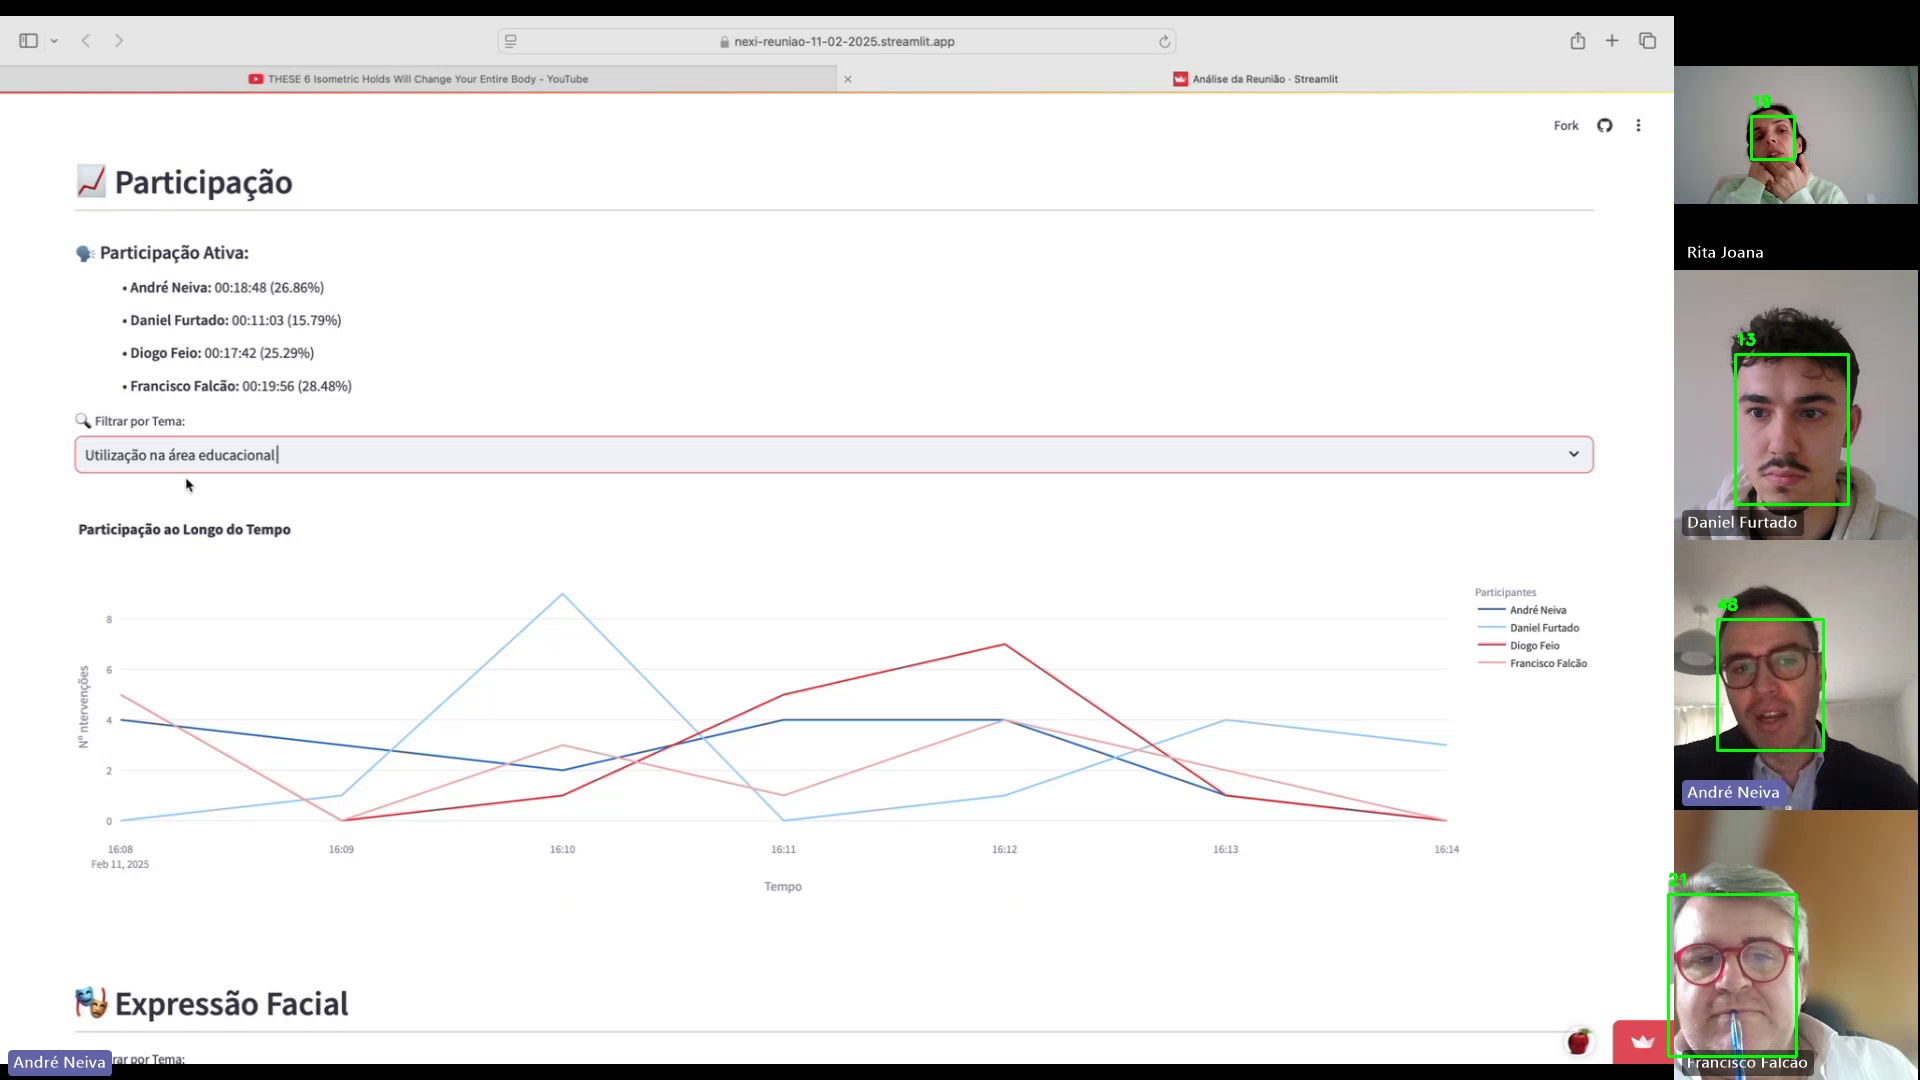 nexi-reuniao-11-02-2025.streamlit.app
THESE 6 Isometric Holds Will Change Your Entire Body - YouTube
Análise da Reunião · Streamlit
Fork
Participação
Participação Ativa:
• André Neiva: 00:18:48 (26.86%)
• Daniel Furtado: 00:11:03 (15.79%)
• Diogo Feio: 00:17:42 (25.29%)
• Francisco Falcão: 00:19:56 (28.48%)
Filtrar por Tema:
Utilização na área educacional
Participação ao Longo do Tempo
Participantes
André Neiva
Daniel Furtado
Diogo Feio
Francisco Falcão
Nº ntervenções
8
6
4
2
0
16:08
16:09
16:10
16:11
16:12
16:13
16:14
Feb 11, 2025
Tempo
Expressão Facial
rar por Tema:
André Neiva
19
Rita Joana
13
Daniel Furtado
48
André Neiva
21
Francisco Falcão